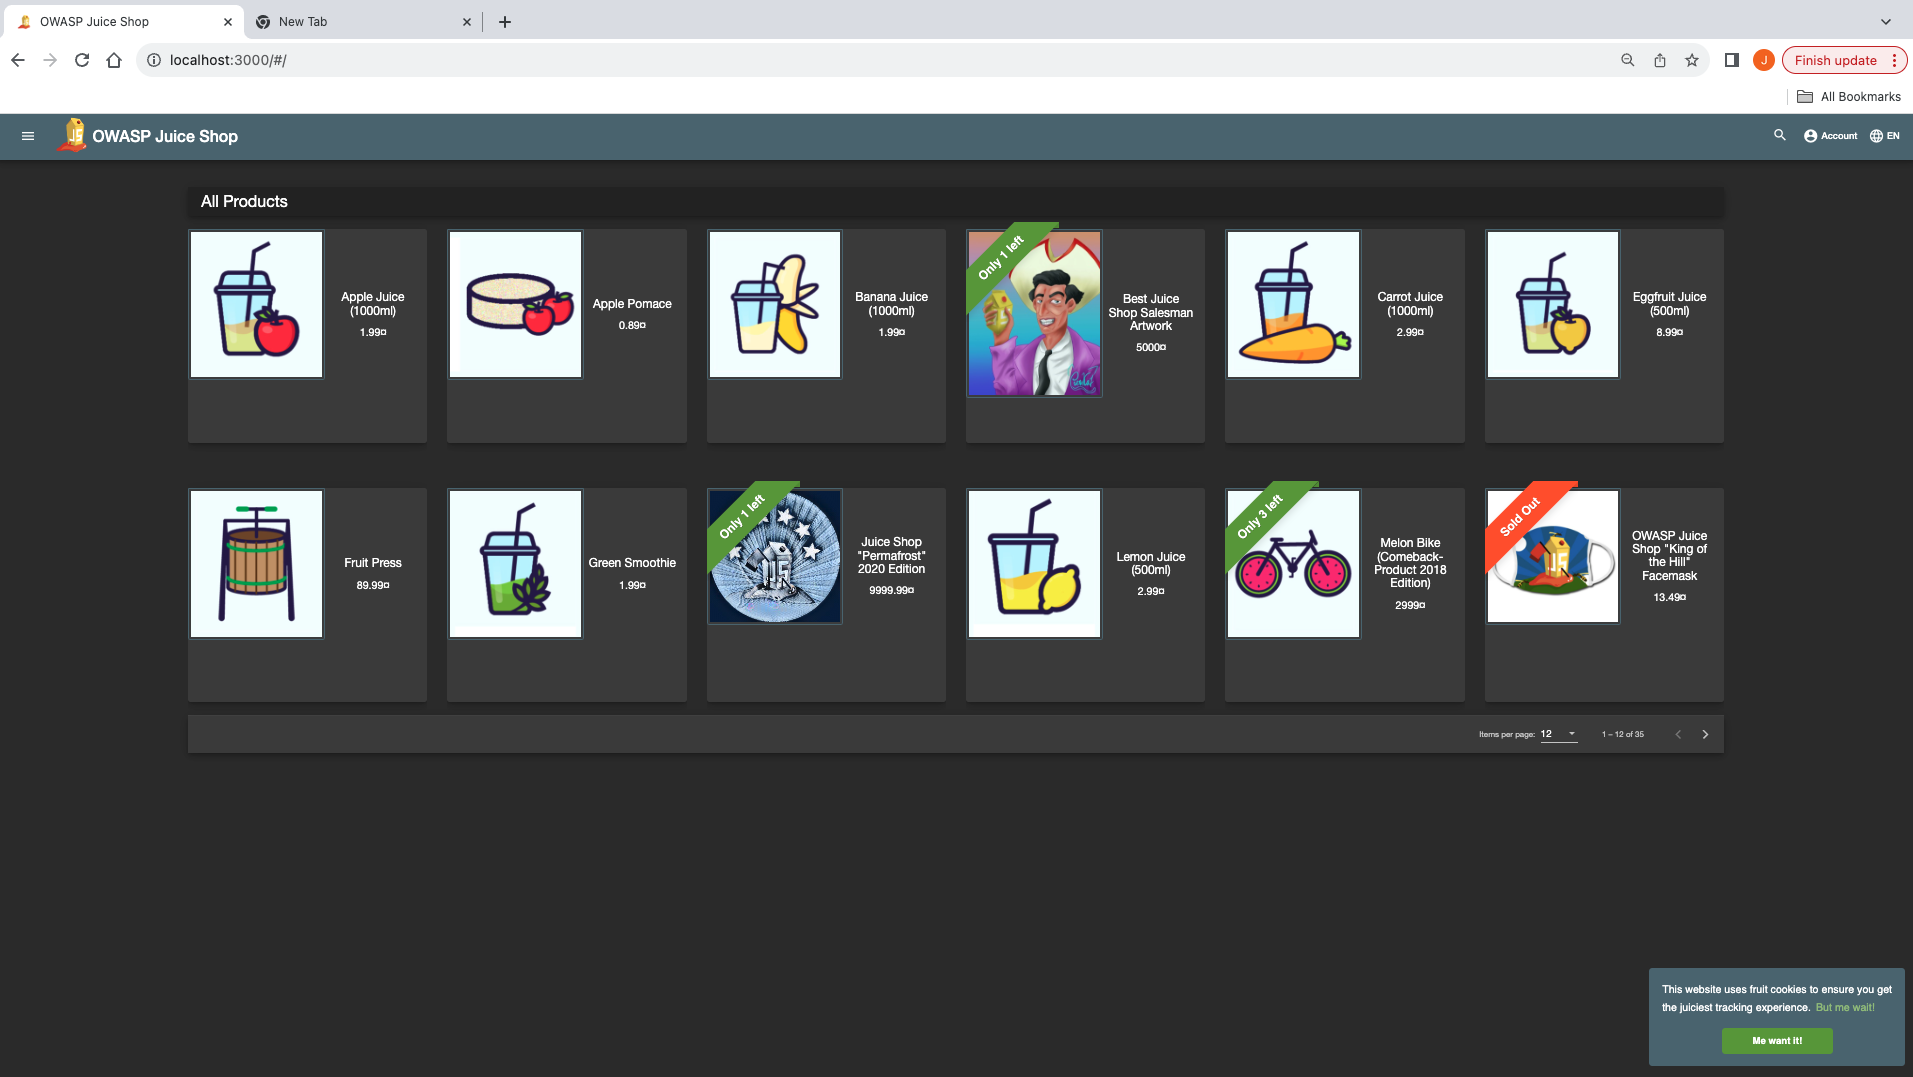 OWASP Juice Shop
New Tab
localhost:3000/#/
J
Finish update
All Bookmarks
OWASP Juice Shop
Account
EN
All Products
Apple Juice
(1000ml)
1.99¤
Apple Pomace
0.89¤
Banana Juice
(1000ml)
1.99¤
Only 1 left
Best Juice
Shop Salesman
Artwork
5000¤
Carrot Juice
(1000ml)
2.99¤
Eggfruit Juice
(500ml)
8.99¤
Fruit Press
89.99¤
Green Smoothie
1.99¤
Only 1 left
Juice Shop
"Permafrost"
2020 Edition
9999.99¤
Lemon Juice
(500ml)
2.99¤
Only 3 left
Melon Bike
(Comeback-
Product 2018
Edition)
2999¤
Sold Out
OWASP Juice
Shop "King of
the Hill"
Facemask
13.49¤
Items per page: 12
1 – 12 of 35
This website uses fruit cookies to ensure you get
the juiciest tracking experience. But me wait!
Me want it!